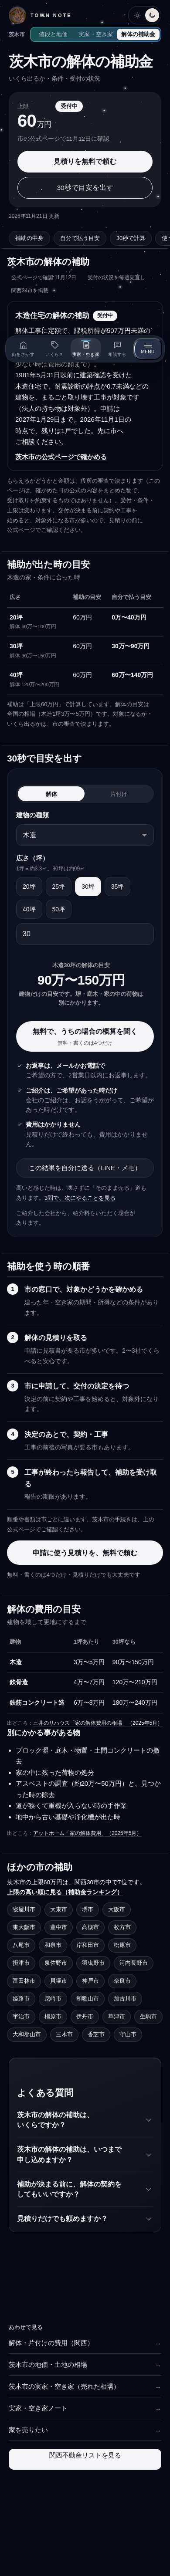 TOWN NOTE
茨木市
値段と地価
実家・空き家
解体の補助金
茨木市の解体の補助金
いくら出るか・条件・受付の状況
上限
受付中
60万円
市の公式ページで11月12日に確認
見積りを無料で頼む
30秒で目安を出す
2026年11月21日 更新
補助の中身
自分で払う目安
30秒で計算
茨木市の解体の補助
公式ページで確認 11月12日
受付の状況を毎週見直し
関西34市を掲載
木造住宅の解体の補助
受付中
解体工事に定額で、課税所得が50万円未満の
家をさがす
いくら？
実家・空き家
相談する
MENU
1981年5月31日以前に建築確認を受けた
木造住宅で、耐震診断の評点が0.7未満などの
建物を、まるごと取り壊す工事が対象です
（法人の持ち物は対象外）。申請は
2027年1月29日まで。2026年11月1日の
時点で、残りは1戸でした。先に市へ
ご相談ください。
茨木市の公式ページで確かめる
もらえるかどうかと金額は、役所の審査で決まります（この
ページは、確かめた日の公式の内容をまとめた物で、
受け取りを約束するものではありません）。受付・条件・
上限は変わります。交付が決まる前に契約や工事を
始めると、対象外になる市が多いので、見積りの前に
公式ページでご確認ください。
補助が出た時の目安
木造の家・条件に合った時
広さ
補助の目安
自分で払う目安
20坪
解体 60万〜100万円
60万円
0万〜40万円
30坪
解体 90万〜150万円
60万円
30万〜90万円
40坪
解体 120万〜200万円
60万円
60万〜140万円
補助は「上限60万円」で計算しています。解体の目安は
全国の相場（木造1坪3万〜5万円）です。対象になるか・
いくら出るかは、市の審査で決まります。
30秒で目安を出す
解体
片付け
建物の種類
木造
広さ（坪）
1坪＝約3.3㎡。30坪は約99㎡
20坪
25坪
30坪
35坪
40坪
50坪
30
木造30坪の解体の目安
90万〜150万円
建物だけの目安です。塀・庭木・家の中の荷物は
別にかかります。
無料で、うちの場合の概算を聞く
無料・書くのは4つだけ
お返事は、メールかお電話で
ご希望の方で、2営業日以内にお返事します。
ご紹介は、ご希望があった時だけ
会社のご紹介は、お話をうかがって、ご希望が
あった時だけです。
費用はかかりません
見積りだけで終わっても、費用はかかりませ
ん。
この結果を自分に送る（LINE・メモ）
高いと感じた時は、壊さずに「そのまま売る」道も
あります。3問で、次にやることを見る
ご紹介した会社から、紹介料をいただく場合が
あります。
補助を使う時の順番
1
市の窓口で、対象かどうかを確かめる
建った年・空き家の期間・所得などの条件があり
ます。
2
解体の見積りを取る
申請に見積書が要る市が多いです。2〜3社でくら
べると安心です。
3
市に申請して、交付の決定を待つ
決定の前に契約や工事を始めると、対象外になり
ます。
4
決定のあとで、契約・工事
工事の前後の写真が要る市もあります。
5
工事が終わったら報告して、補助を受け取
る
報告の期限があります。
順番や書類は市ごとに違います。茨木市の手続きは、上の
公式ページでご確認ください。
申請に使う見積りを、無料で頼む
無料・書くのは4つだけ・見積りだけでも大丈夫です
解体の費用の目安
建物を壊して更地にするまで
建物
1坪あたり
30坪なら
木造
3万〜5万円
90万〜150万円
鉄骨造
4万〜7万円
120万〜210万円
鉄筋コンクリート造
6万〜8万円
180万〜240万円
出どころ：三井のリハウス「家の解体費用の相場」（2025年5月）
別にかかる事がある物
ブロック塀・庭木・物置・土間コンクリートの撤
去
家の中に残った荷物の処分
アスベストの調査（約20万〜50万円）と、見つかっ
た時の除去
道が狭くて重機が入らない時の手作業
地中から古い基礎や浄化槽が出た時
出どころ：アットホーム「家の解体費用」（2025年5月）
ほかの市の補助
茨木市の上限60万円は、関西30市の中で7位です。
上限の高い順に見る（補助金ランキング）
寝屋川市
大東市
堺市
大阪市
東大阪市
豊中市
高槻市
枚方市
八尾市
和泉市
岸和田市
松原市
摂津市
泉佐野市
羽曳野市
河内長野市
富田林市
貝塚市
神戸市
奈良市
姫路市
尼崎市
和歌山市
加古川市
宇治市
橿原市
伊丹市
草津市
生駒市
大和郡山市
三木市
香芝市
守山市
よくある質問
茨木市の解体の補助は、
いくらですか？
茨木市の解体の補助は、いつまで
申し込めますか？
補助が決まる前に、解体の契約を
してもいいですか？
見積りだけでも頼めますか？
あわせて見る
解体・片付けの費用（関西）
茨木市の地価・土地の相場
茨木市の実家・空き家（売れた相場）
実家・空き家ノート
家を売りたい
関西不動産リストを見る